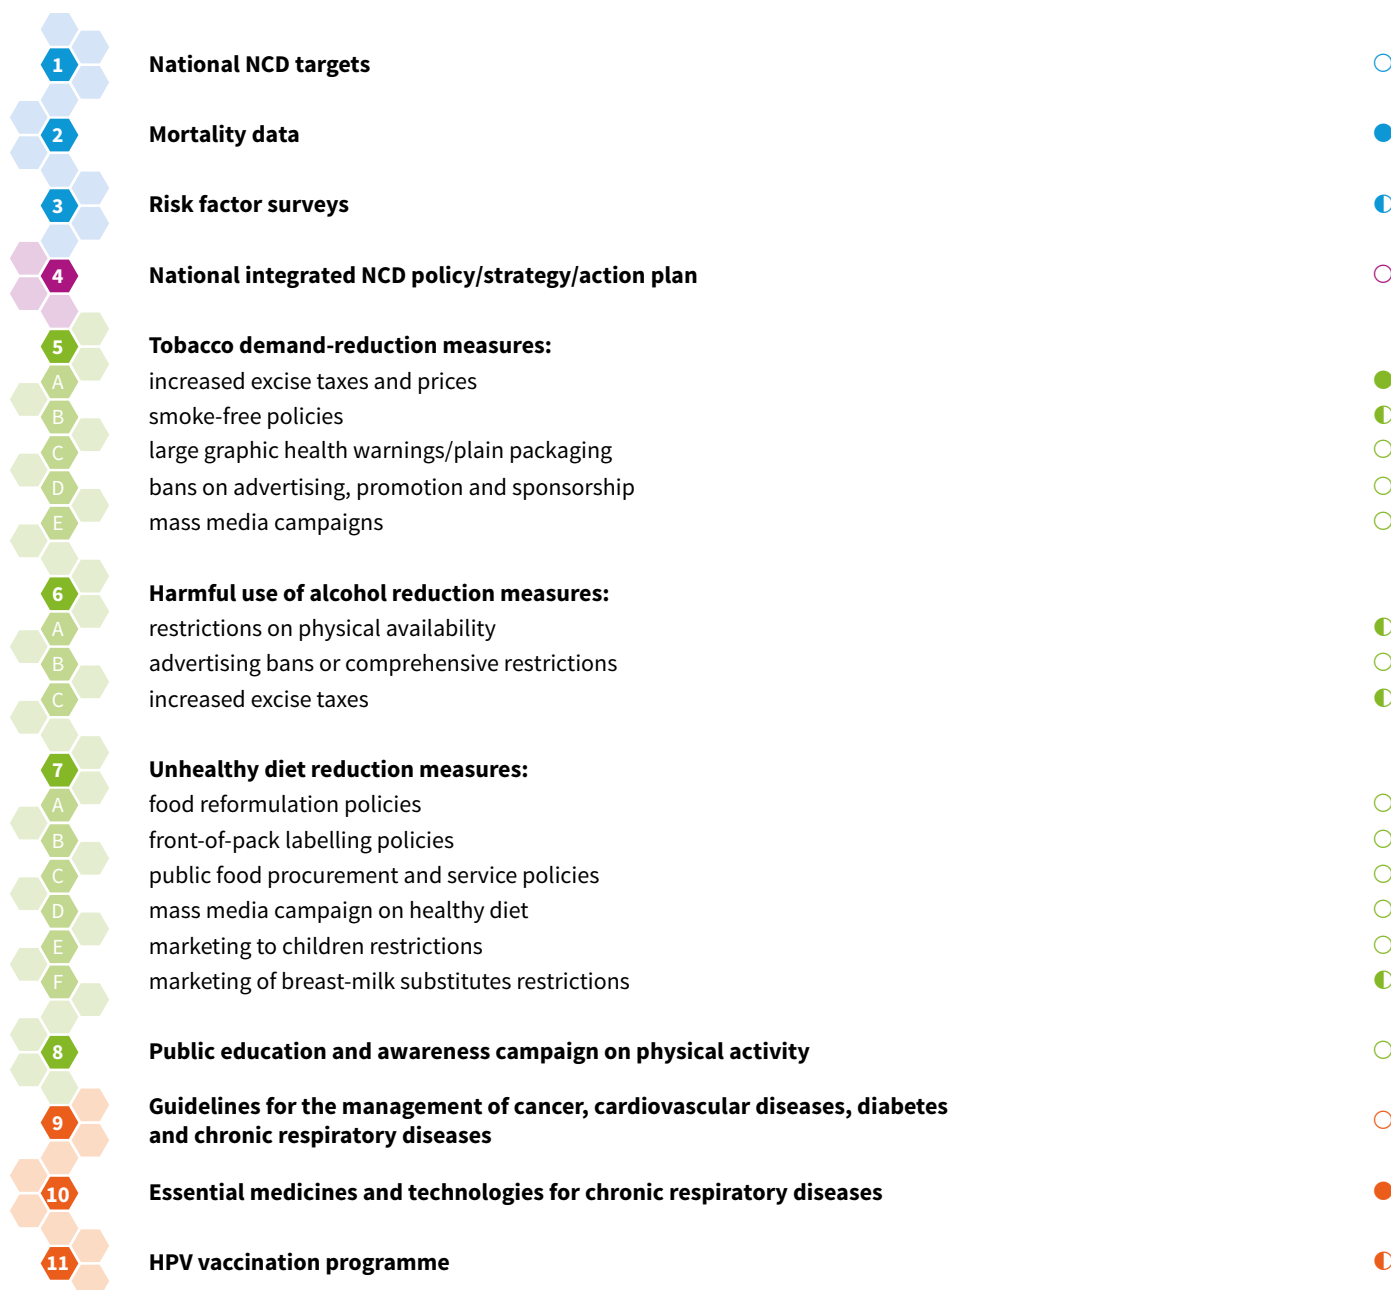 1 National NCD targets ○
2 Mortality data ●
3 Risk factor surveys ◐
4 National integrated NCD policy/strategy/action plan ○
5 Tobacco demand-reduction measures:
A increased excise taxes and prices ●
B smoke-free policies ◐
C large graphic health warnings/plain packaging ○
D bans on advertising, promotion and sponsorship ○
E mass media campaigns ○
6 Harmful use of alcohol reduction measures:
A restrictions on physical availability ◐
B advertising bans or comprehensive restrictions ○
C increased excise taxes ◐
7 Unhealthy diet reduction measures:
A food reformulation policies ○
B front-of-pack labelling policies ○
C public food procurement and service policies ○
D mass media campaign on healthy diet ○
E marketing to children restrictions ○
F marketing of breast-milk substitutes restrictions ◐
8 Public education and awareness campaign on physical activity ○
9 Guidelines for the management of cancer, cardiovascular diseases, diabetes
and chronic respiratory diseases ○
10 Essential medicines and technologies for chronic respiratory diseases ●
11 HPV vaccination programme ◐